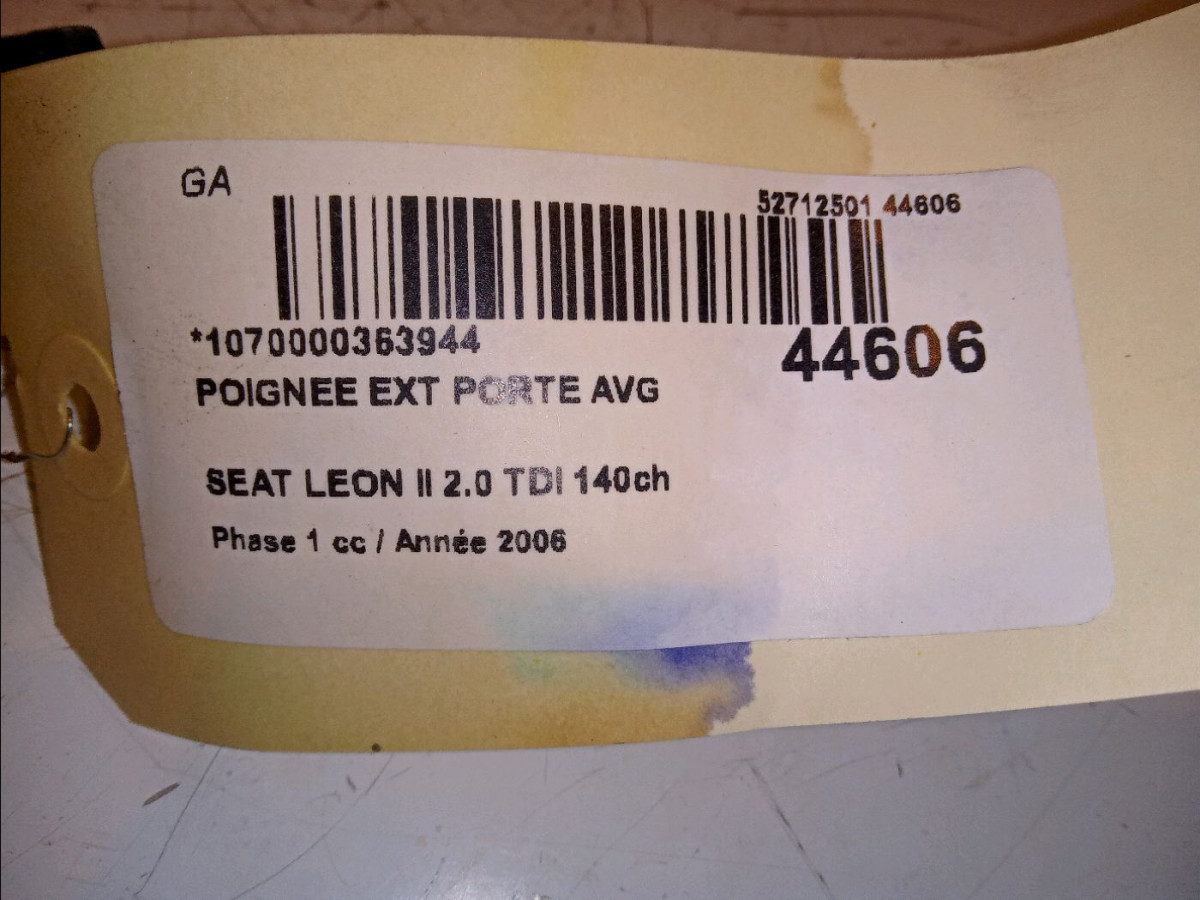 GA
52712501 44606
*1070000363944
44606
POIGNEE EXT PORTE AVG
SEAT LEON II 2.0 TDI 140ch
Phase 1 cc / Année 2006